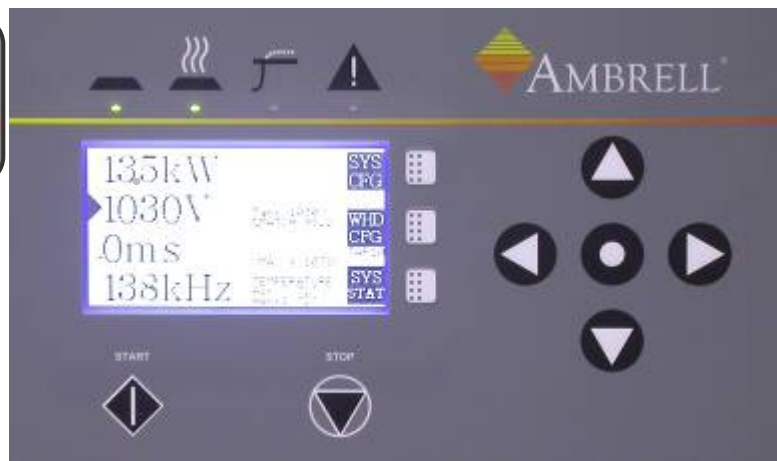 AMBRELL
13.5kW
SYS
CFG
1030V
WHD
CFG
.0ms
138kHz
SYS
STAT
START
STOP